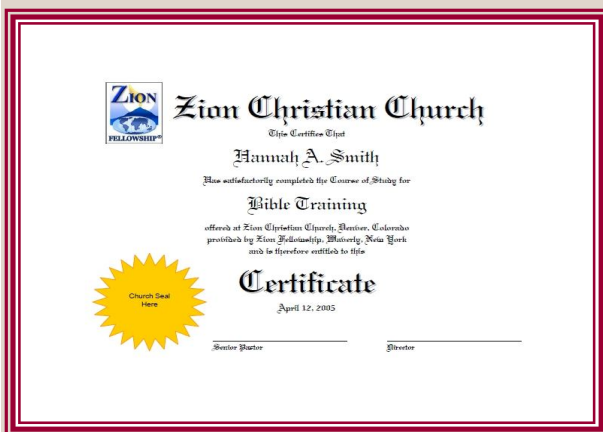 ZION
FELLOWSHIP®
Zion Christian Church
This Certifies That
Hannah A. Smith
Has satisfactorily completed the Course of Study for
Bible Training
offered at Zion Christian Church, Denver, Colorado
provided by Zion Fellowship, Waverly, New York
and is therefore entitled to this
Certificate
April 12, 2005
Church Seal
Here
Senior Pastor
Director